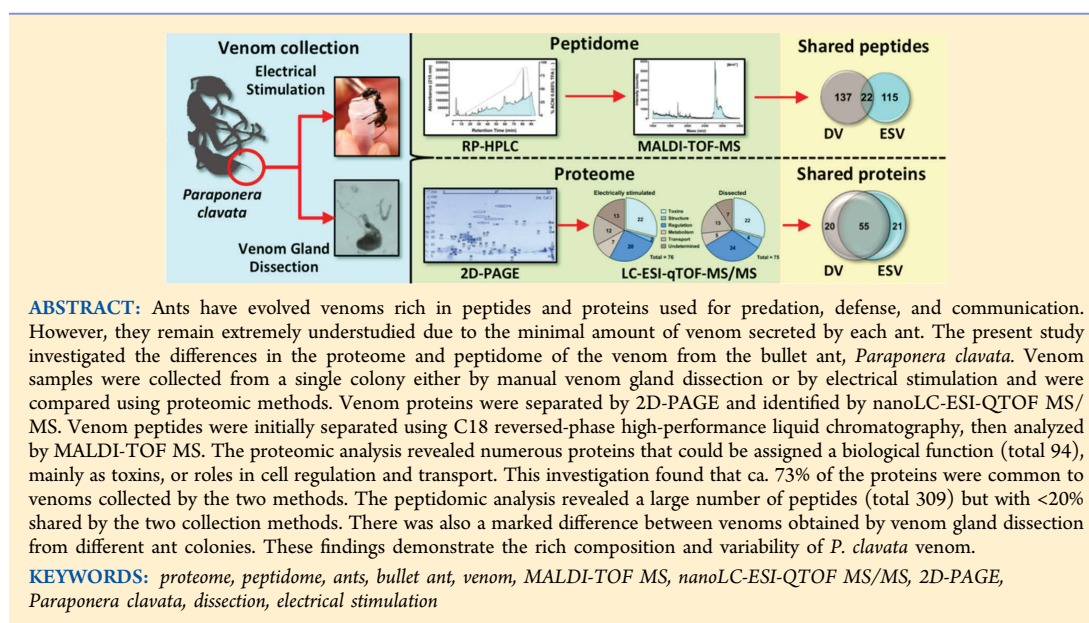 Venom collection
Electrical
Stimulation
Paraponera
clavata
Venom Gland
Dissection
Peptidome
RP-HPLC
MALDI-TOF-MS
Shared peptides
137 22 115
DV ESV
Proteome
2D-PAGE
Electrically stimulated
Dissected
Toxins
Structure
Regulation
Metabolism
Transport
Undetermined
Total = 76
Total = 75
LC-ESI-qTOF-MS/MS
Shared proteins
20 55 21
DV ESV
ABSTRACT: Ants have evolved venoms rich in peptides and proteins used for predation, defense, and communication.
However, they remain extremely understudied due to the minimal amount of venom secreted by each ant. The present study
investigated the differences in the proteome and peptidome of the venom from the bullet ant, Paraponera clavata. Venom
samples were collected from a single colony either by manual venom gland dissection or by electrical stimulation and were
compared using proteomic methods. Venom proteins were separated by 2D-PAGE and identified by nanoLC-ESI-QTOF MS/
MS. Venom peptides were initially separated using C18 reversed-phase high-performance liquid chromatography, then analyzed
by MALDI-TOF MS. The proteomic analysis revealed numerous proteins that could be assigned a biological function (total 94),
mainly as toxins, or roles in cell regulation and transport. This investigation found that ca. 73% of the proteins were common to
venoms collected by the two methods. The peptidomic analysis revealed a large number of peptides (total 309) but with <20%
shared by the two collection methods. There was also a marked difference between venoms obtained by venom gland dissection
from different ant colonies. These findings demonstrate the rich composition and variability of P. clavata venom.
KEYWORDS: proteome, peptidome, ants, bullet ant, venom, MALDI-TOF MS, nanoLC-ESI-QTOF MS/MS, 2D-PAGE,
Paraponera clavata, dissection, electrical stimulation